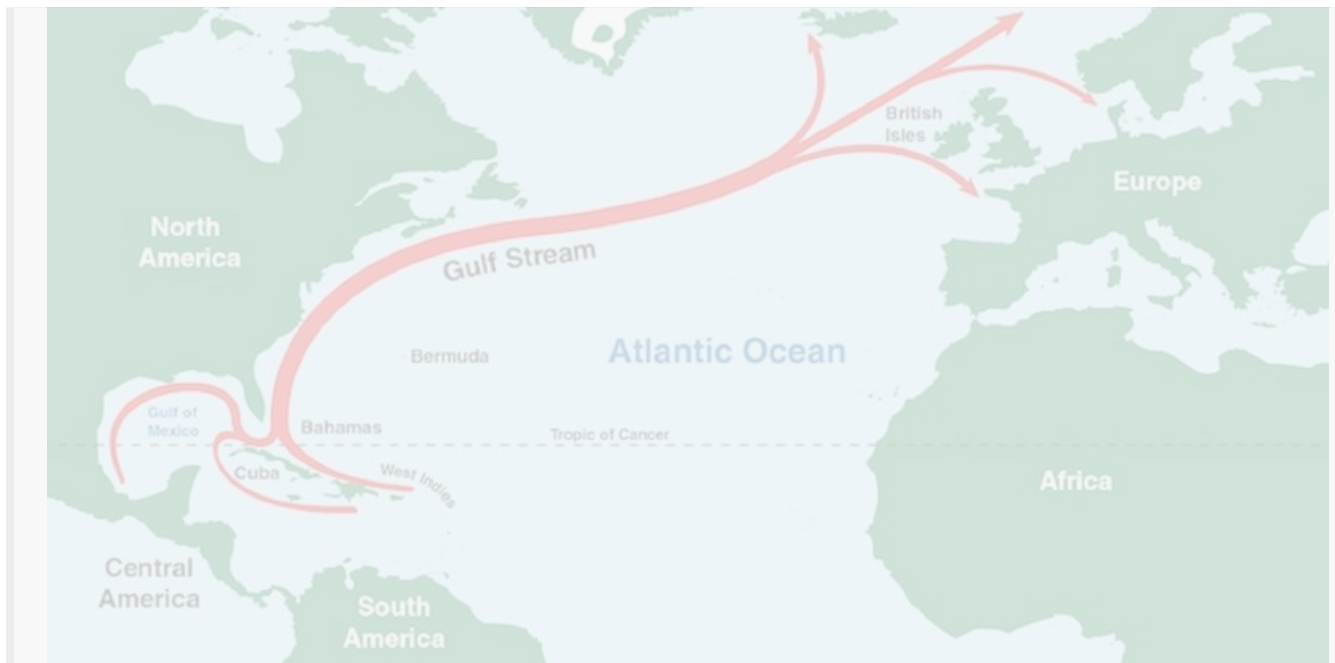 British
Isles
Europe
North
America
Gulf Stream
Atlantic Ocean
Bermuda
Gulf of
Mexico
Bahamas
Tropic of Cancer
Cuba
West Indies
Africa
Central
America
South
America